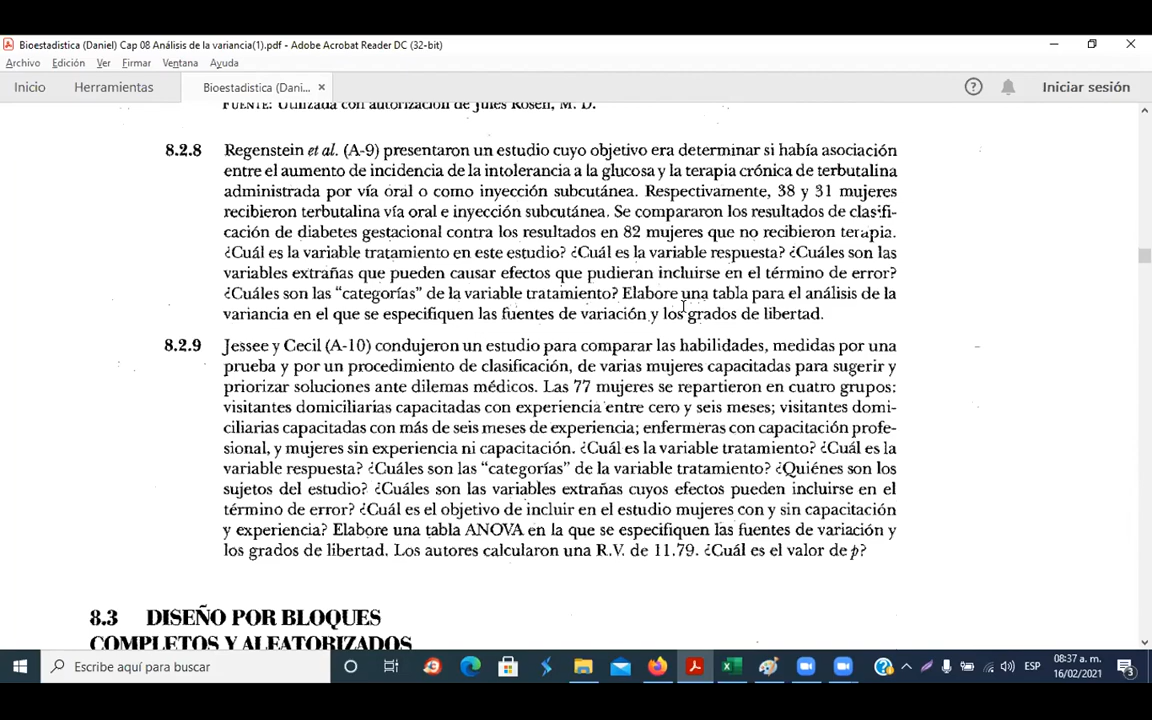 Bioestadistica (Daniel) Cap 08 Análisis de la variancia(1).pdf - Adobe Acrobat Reader DC (32-bit)
Archivo Edición Ver Firmar Ventana Ayuda
Inicio Herramientas Bioestadistica (Dani... × Iniciar sesión
FUENTE: Utilizada con autorización de Jules Rosen, M. D.
8.2.8 Regenstein et al. (A-9) presentaron un estudio cuyo objetivo era determinar si había asociación
entre el aumento de incidencia de la intolerancia a la glucosa y la terapia crónica de terbutalina
administrada por vía oral o como inyección subcutánea. Respectivamente, 38 y 31 mujeres
recibieron terbutalina vía oral e inyección subcutánea. Se compararon los resultados de clasifi-
cación de diabetes gestacional contra los resultados en 82 mujeres que no recibieron terapia.
¿Cuál es la variable tratamiento en este estudio? ¿Cuál es la variable respuesta? ¿Cuáles son las
variables extrañas que pueden causar efectos que pudieran incluirse en el término de error?
¿Cuáles son las “categorías” de la variable tratamiento? Elabore una tabla para el análisis de la
variancia en el que se especifiquen las fuentes de variación y los grados de libertad.
8.2.9 Jessee y Cecil (A-10) condujeron un estudio para comparar las habilidades, medidas por una
prueba y por un procedimiento de clasificación, de varias mujeres capacitadas para sugerir y
priorizar soluciones ante dilemas médicos. Las 77 mujeres se repartieron en cuatro grupos:
visitantes domiciliarias capacitadas con experiencia entre cero y seis meses; visitantes domi-
ciliarias capacitadas con más de seis meses de experiencia; enfermeras con capacitación profe-
sional, y mujeres sin experiencia ni capacitación. ¿Cuál es la variable tratamiento? ¿Cuál es la
variable respuesta? ¿Cuáles son las “categorías” de la variable tratamiento? ¿Quiénes son los
sujetos del estudio? ¿Cuáles son las variables extrañas cuyos efectos pueden incluirse en el
término de error? ¿Cuál es el objetivo de incluir en el estudio mujeres con y sin capacitación
y experiencia? Elabore una tabla ANOVA en la que se especifiquen las fuentes de variación y
los grados de libertad. Los autores calcularon una R.V. de 11.79. ¿Cuál es el valor de p?
8.3 DISEÑO POR BLOQUES
COMPLETOS Y ALEATORIZADOS
Escribe aquí para buscar ESP 08:37 a. m.
16/02/2021 3